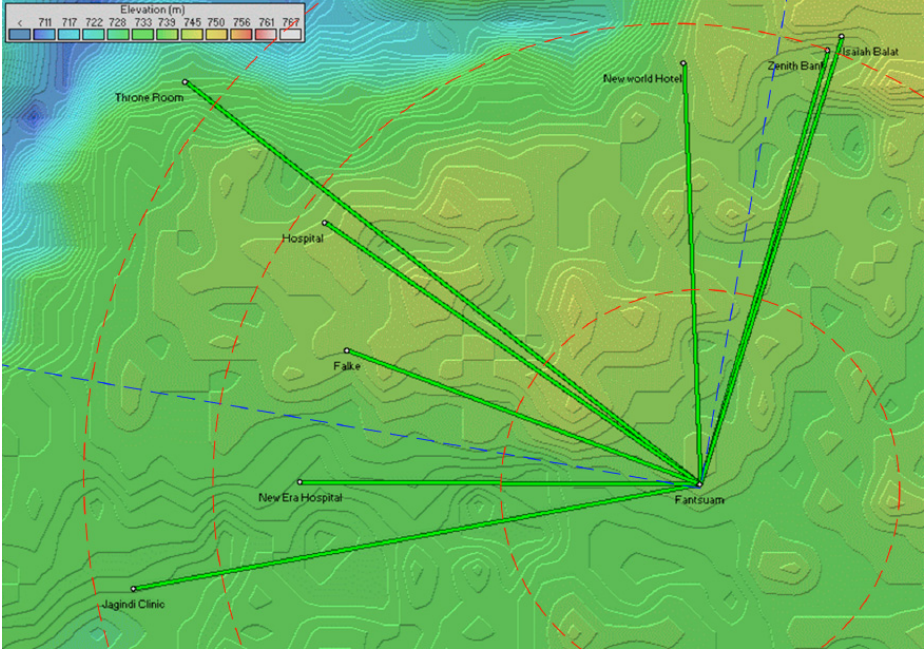 Elevation (m)
< 711 717 722 728 733 739 745 750 756 761 767
Isaiah Balat
Zenith Bank
New world Hotel
Throne Room
Hospital
Falke
New Era Hospital
Fantsuam
Jagindi Clinic